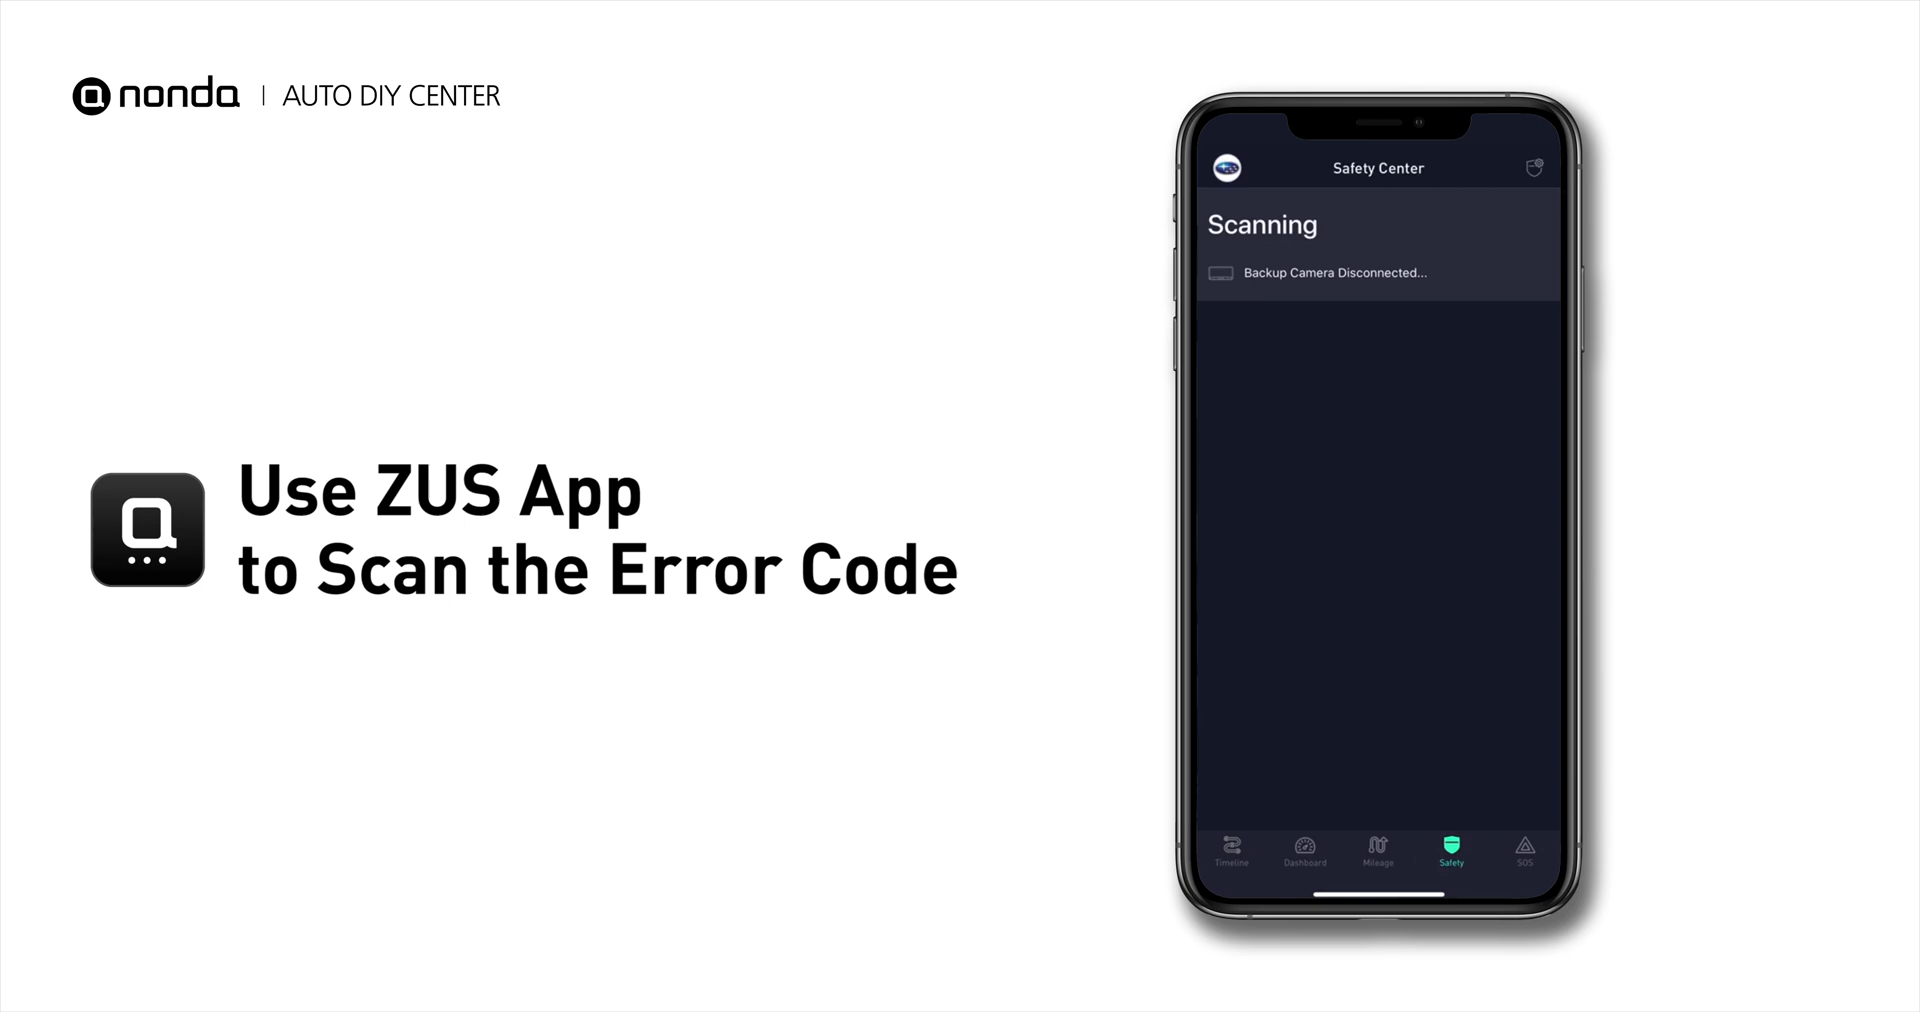 nonda | AUTO DIY CENTER
Use ZUS App
to Scan the Error Code
Safety Center
Scanning
Backup Camera Disconnected...
Timeline
Dashboard
Mileage
Safety
SOS